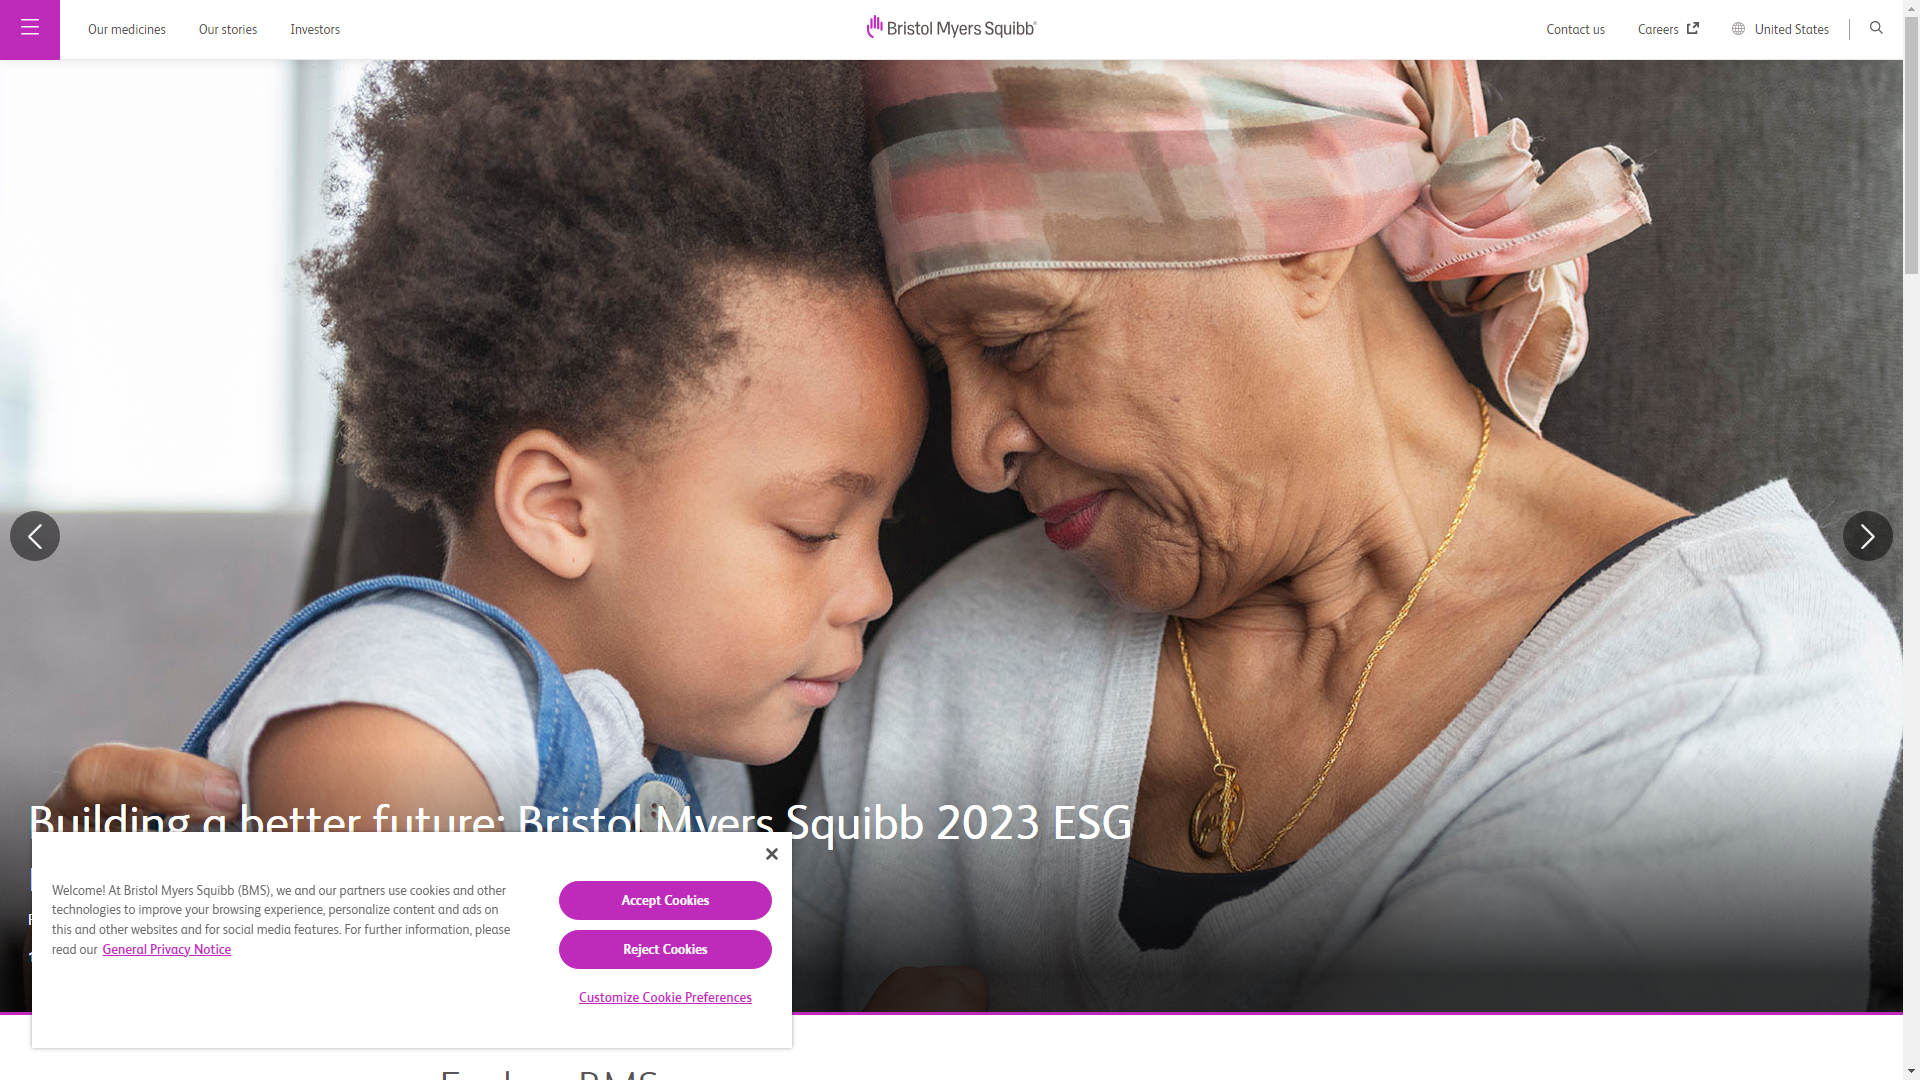 Our medicines
Our stories
Investors
Bristol Myers Squibb®
Contact us
Careers
United States
Building a better future: Bristol Myers Squibb 2023 ESG
Welcome! At Bristol Myers Squibb (BMS), we and our partners use cookies and other
technologies to improve your browsing experience, personalize content and ads on
this and other websites and for social media features. For further information, please
read our General Privacy Notice
Accept Cookies
Reject Cookies
Customize Cookie Preferences